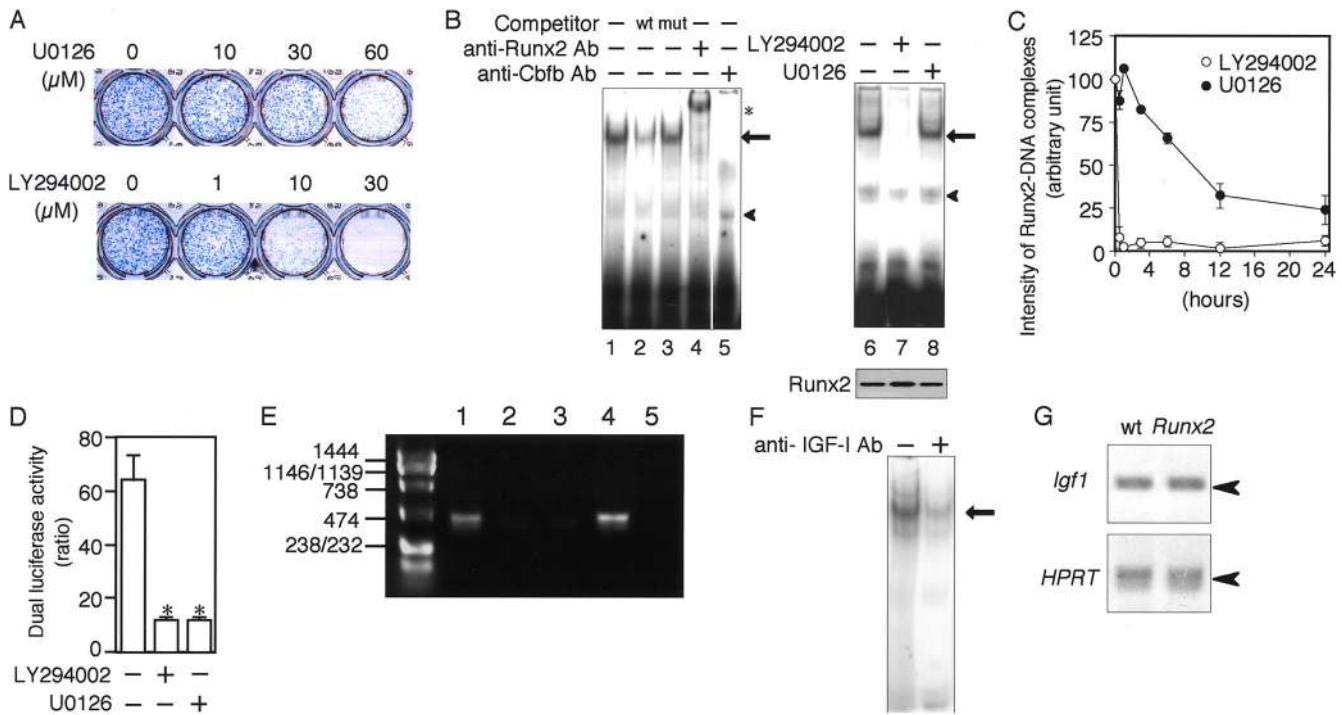 A
U0126
(µM)
0 10 30 60
LY294002
(µM)
0 1 10 30
B
Competitor – wt mut – –
anti-Runx2 Ab – – – + –
anti-Cbfb Ab – – – – +
*
1 2 3 4 5
LY294002 – + –
U0126 – – +
6 7 8
Runx2
C
Intensity of Runx2-DNA complexes
(arbitrary unit)
125
100
75
50
25
0
0 4 8 12 16 20 24
(hours)
LY294002
U0126
D
Dual luciferase activity
(ratio)
80
60
40
20
0
* *
LY294002 – + –
U0126 – – +
E
1 2 3 4 5
1444
1146/1139
738
474
238/232
F
anti- IGF-I Ab – +
G
wt Runx2
Igf1
HPRT